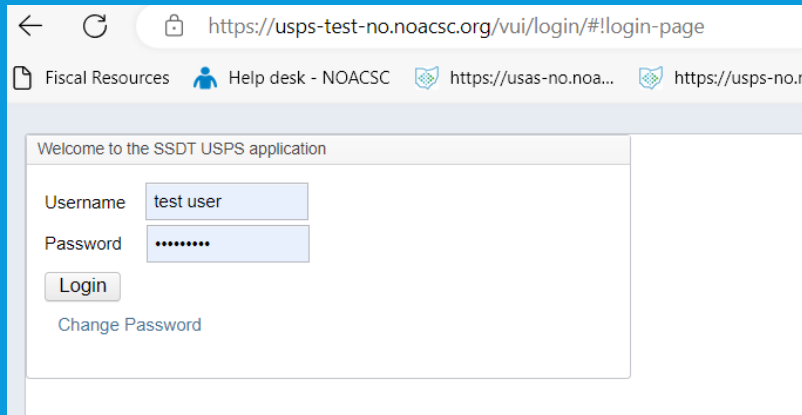 https://usps-test-no.noacsc.org/vui/login/#!login-page
Fiscal Resources Help desk - NOACSC https://usas-no.noa... https://usps-no.
Welcome to the SSDT USPS application
Username test user
Password •••••••••
Login
Change Password